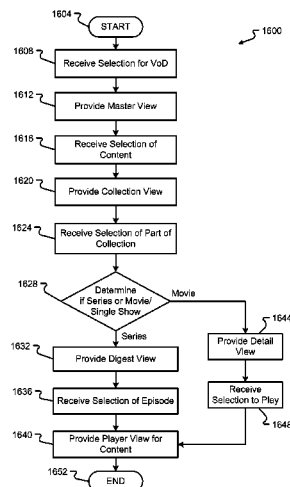 1604
START
1600
1608
Receive Selection for VoD
1612
Provide Master View
1616
Receive Selection of
Content
1620
Provide Collection View
1624
Receive Selection of Part of
Collection
1628
Determine
if Series or Movie/
Single Show
Movie
Series
1632
Provide Digest View
1644
Provide Detail
View
1636
Receive Selection of Episode
Receive
Selection to Play
1648
1640
Provide Player View for
Content
1652
END